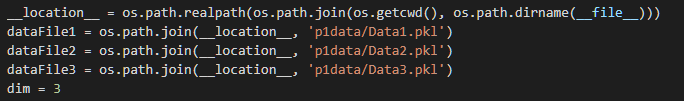 __location__ = os.path.realpath(os.path.join(os.getcwd(), os.path.dirname(__file__)))
dataFile1 = os.path.join(__location__, 'p1data/Data1.pkl')
dataFile2 = os.path.join(__location__, 'p1data/Data2.pkl')
dataFile3 = os.path.join(__location__, 'p1data/Data3.pkl')
dim = 3